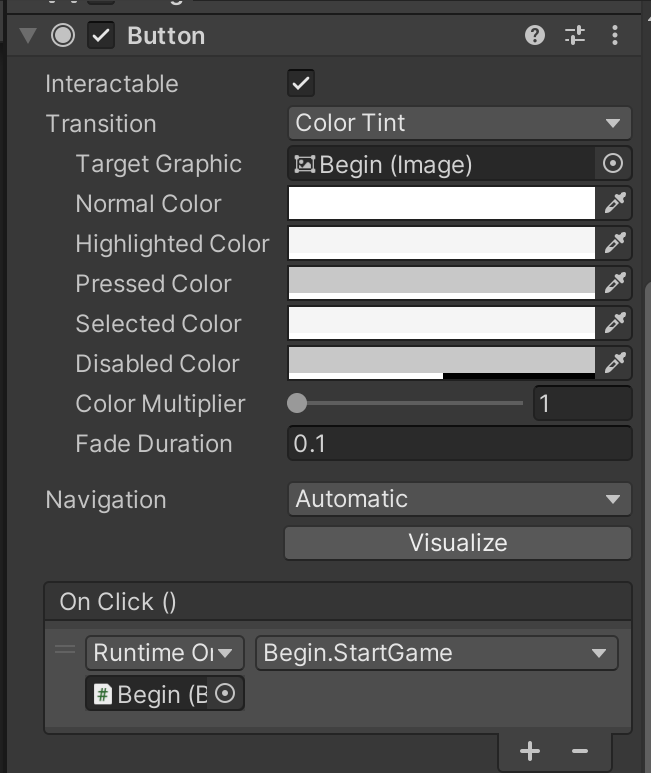 Button
Interactable
Transition Color Tint
Target Graphic Begin (Image)
Normal Color
Highlighted Color
Pressed Color
Selected Color
Disabled Color
Color Multiplier 1
Fade Duration 0.1
Navigation Automatic
Visualize
On Click ()
Runtime Begin.StartGame
# Begin (B